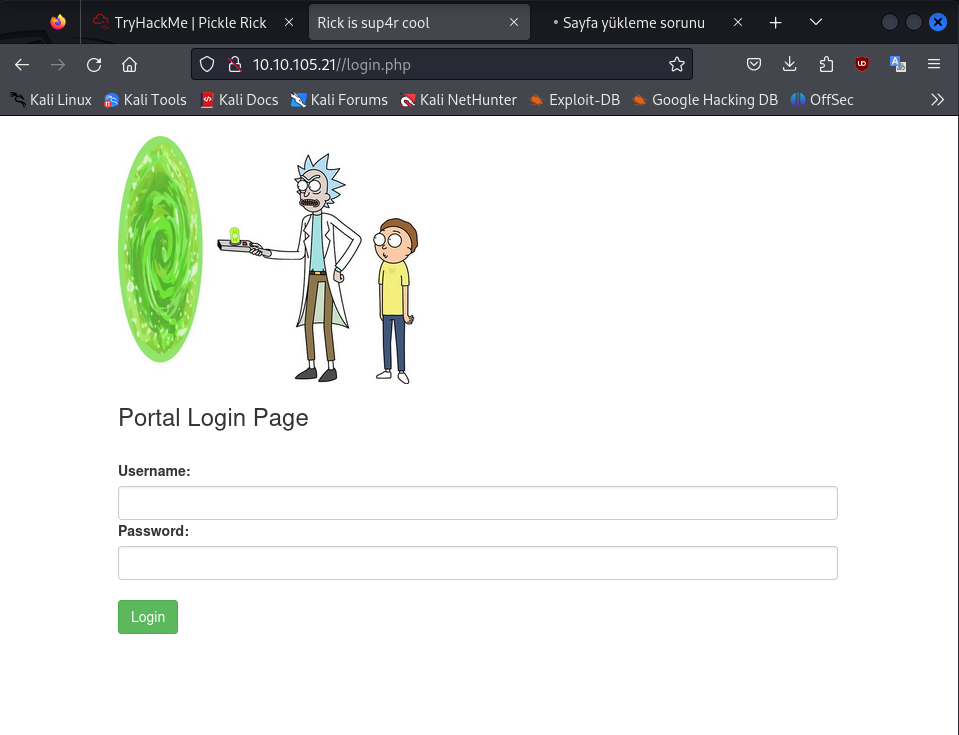 TryHackMe | Pickle Rick
Rick is sup4r cool
Sayfa yükleme sorunu
10.10.105.21//login.php
Kali Linux
Kali Tools
Kali Docs
Kali Forums
Kali NetHunter
Exploit-DB
Google Hacking DB
OffSec
Portal Login Page
Username:
Password:
Login